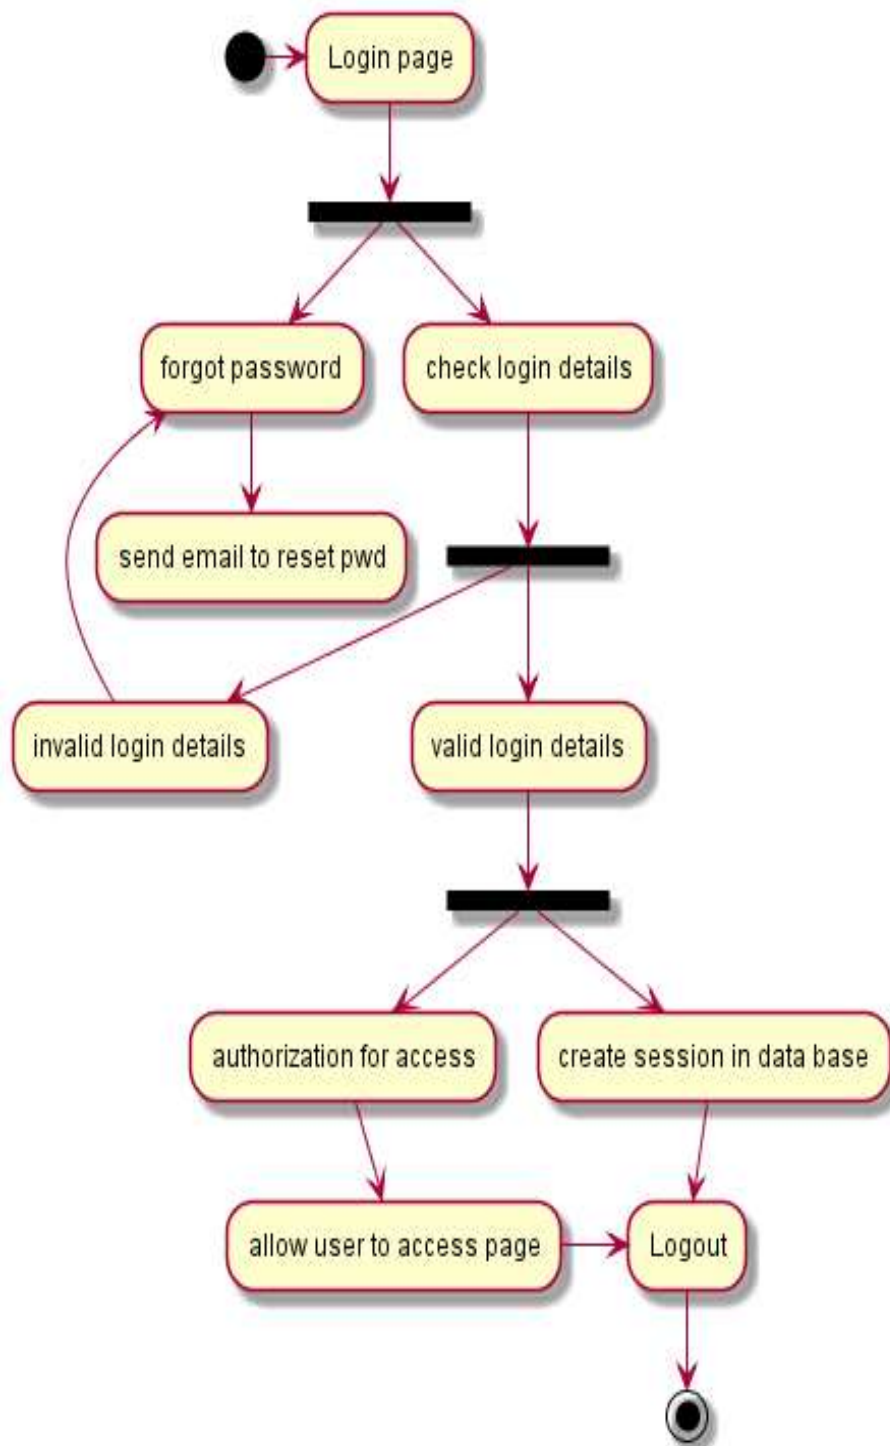 Login page
forgot password
check login details
send email to reset pwd
invalid login details
valid login details
authorization for access
create session in data base
allow user to access page
Logout